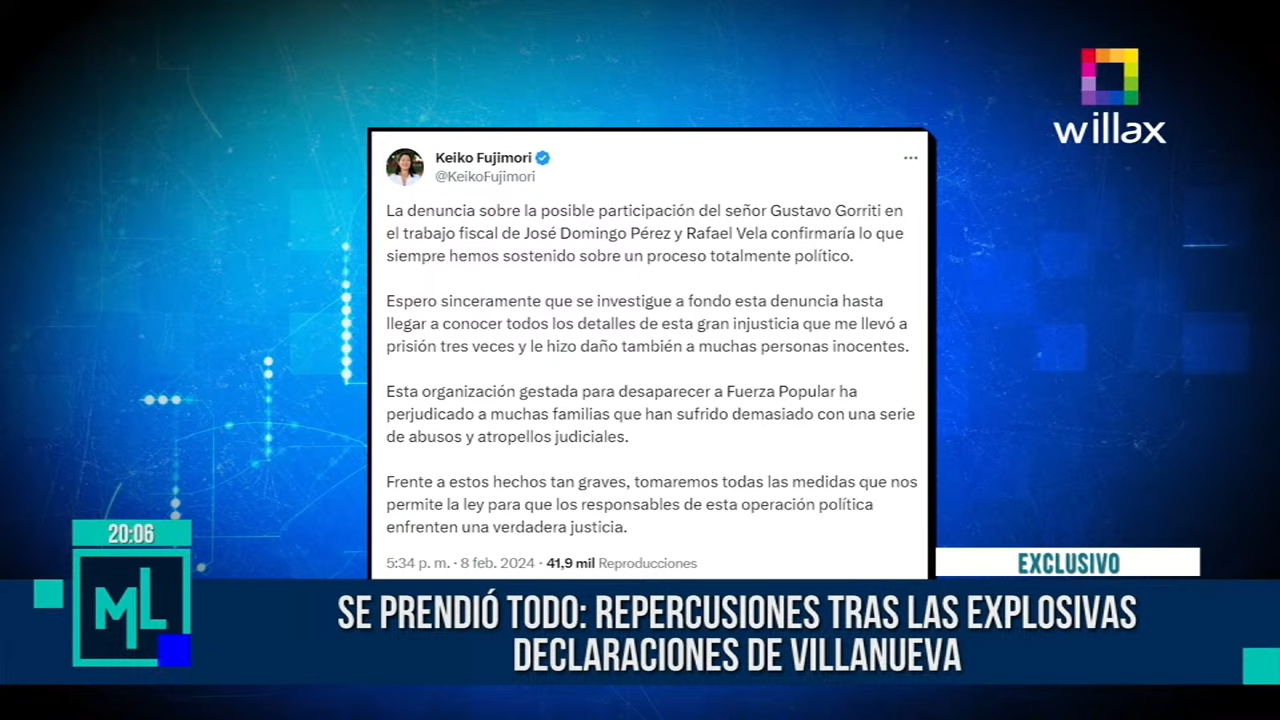 willax
Keiko Fujimori
@KeikoFujimori
La denuncia sobre la posible participación del señor Gustavo Gorriti en
el trabajo fiscal de José Domingo Pérez y Rafael Vela confirmaría lo que
siempre hemos sostenido sobre un proceso totalmente político.
Espero sinceramente que se investigue a fondo esta denuncia hasta
llegar a conocer todos los detalles de esta gran injusticia que me llevó a
prisión tres veces y le hizo daño también a muchas personas inocentes.
Esta organización gestada para desaparecer a Fuerza Popular ha
perjudicado a muchas familias que han sufrido demasiado con una serie
de abusos y atropellos judiciales.
Frente a estos hechos tan graves, tomaremos todas las medidas que nos
permite la ley para que los responsables de esta operación política
enfrenten una verdadera justicia.
5:34 p. m. · 8 feb. 2024 · 41,9 mil Reproducciones
20:06
EXCLUSIVO
ML
SE PRENDIÓ TODO: REPERCUSIONES TRAS LAS EXPLOSIVAS
DECLARACIONES DE VILLANUEVA